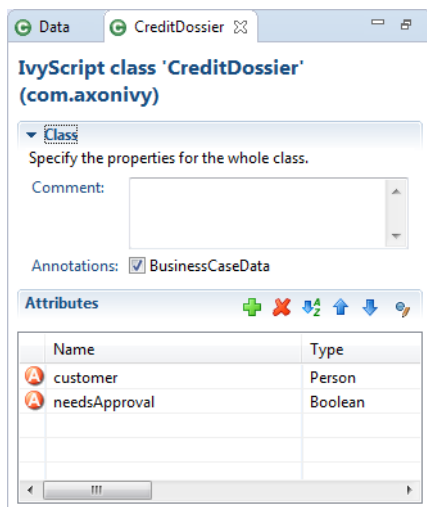 Data
CreditDossier
IvyScript class 'CreditDossier'
(com.axonivy)
Class
Specify the properties for the whole class.
Comment:
Annotations: BusinessCaseData
Attributes
Name Type
customer Person
needsApproval Boolean